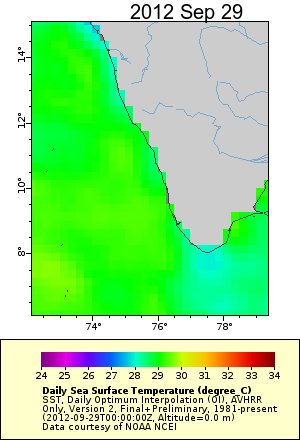 2012 Sep 29
14°
12°
10°
8°
74°
76°
78°
24 25 26 27 28 29 30 31 32 33 34
Daily Sea Surface Temperature (degree_C)
SST, Daily Optimum Interpolation (OI), AVHRR
Only, Version 2, Final+Preliminary, 1981-present
(2012-09-29T00:00:00Z, Altitude=0.0 m)
Data courtesy of NOAA NCEI